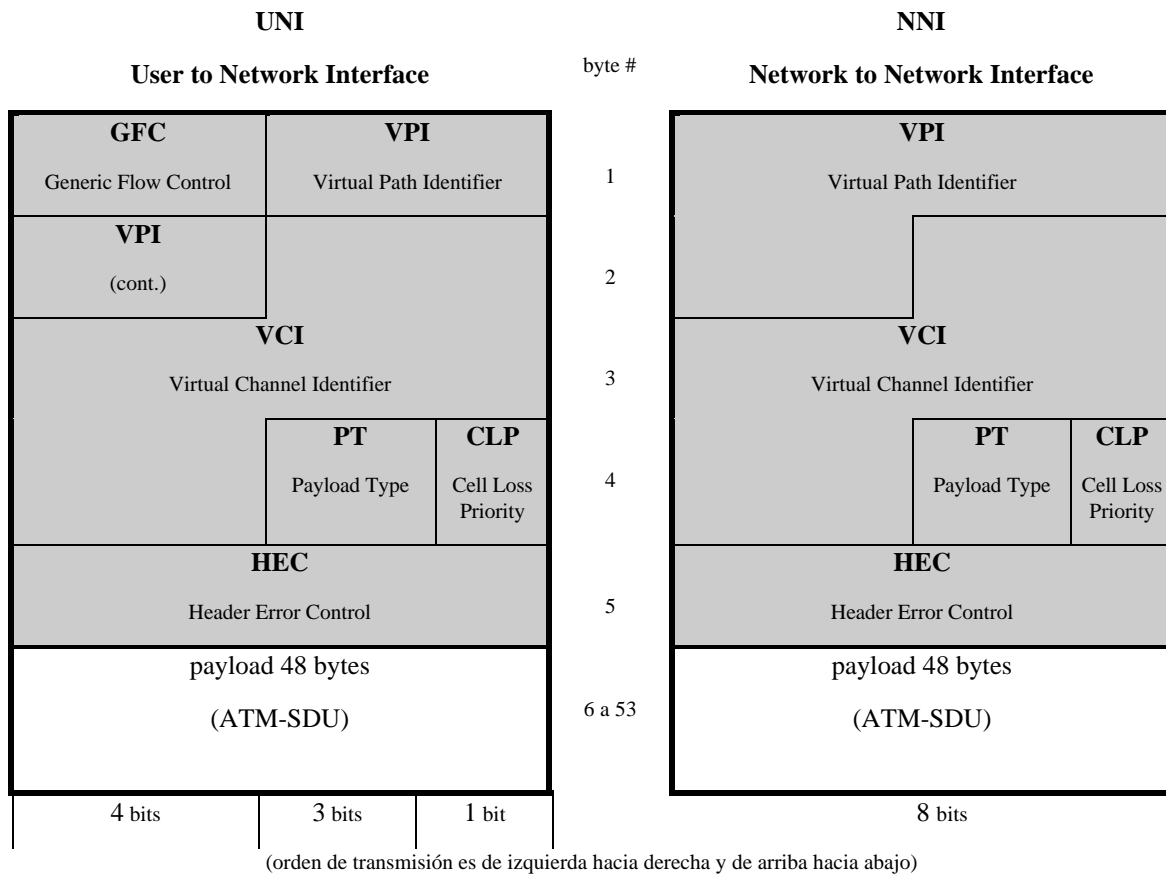 UNI
User to Network Interface
byte #
NNI
Network to Network Interface
GFC
Generic Flow Control
VPI
Virtual Path Identifier
1
VPI
Virtual Path Identifier
VPI
(cont.)
2
VCI
Virtual Channel Identifier
3
VCI
Virtual Channel Identifier
PT
Payload Type
CLP
Cell Loss
Priority
4
PT
Payload Type
CLP
Cell Loss
Priority
HEC
Header Error Control
5
HEC
Header Error Control
payload 48 bytes
(ATM-SDU)
6 a 53
payload 48 bytes
(ATM-SDU)
4 bits
3 bits
1 bit
8 bits
(orden de transmisión es de izquierda hacia derecha y de arriba hacia abajo)